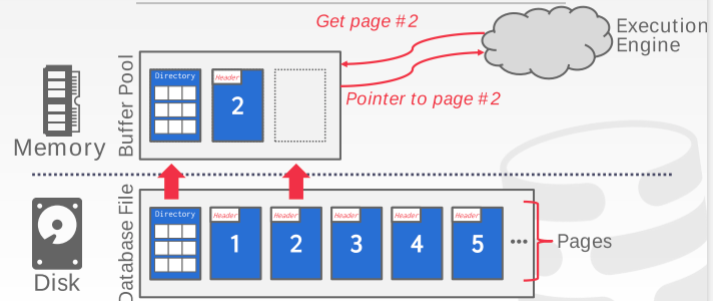 Get page #2
Execution
Engine
Buffer Pool
Directory
Header
2
Pointer to page #2
Memory
Database File
Directory
Header
1
Header
2
Header
3
Header
4
Header
5
...
Pages
Disk